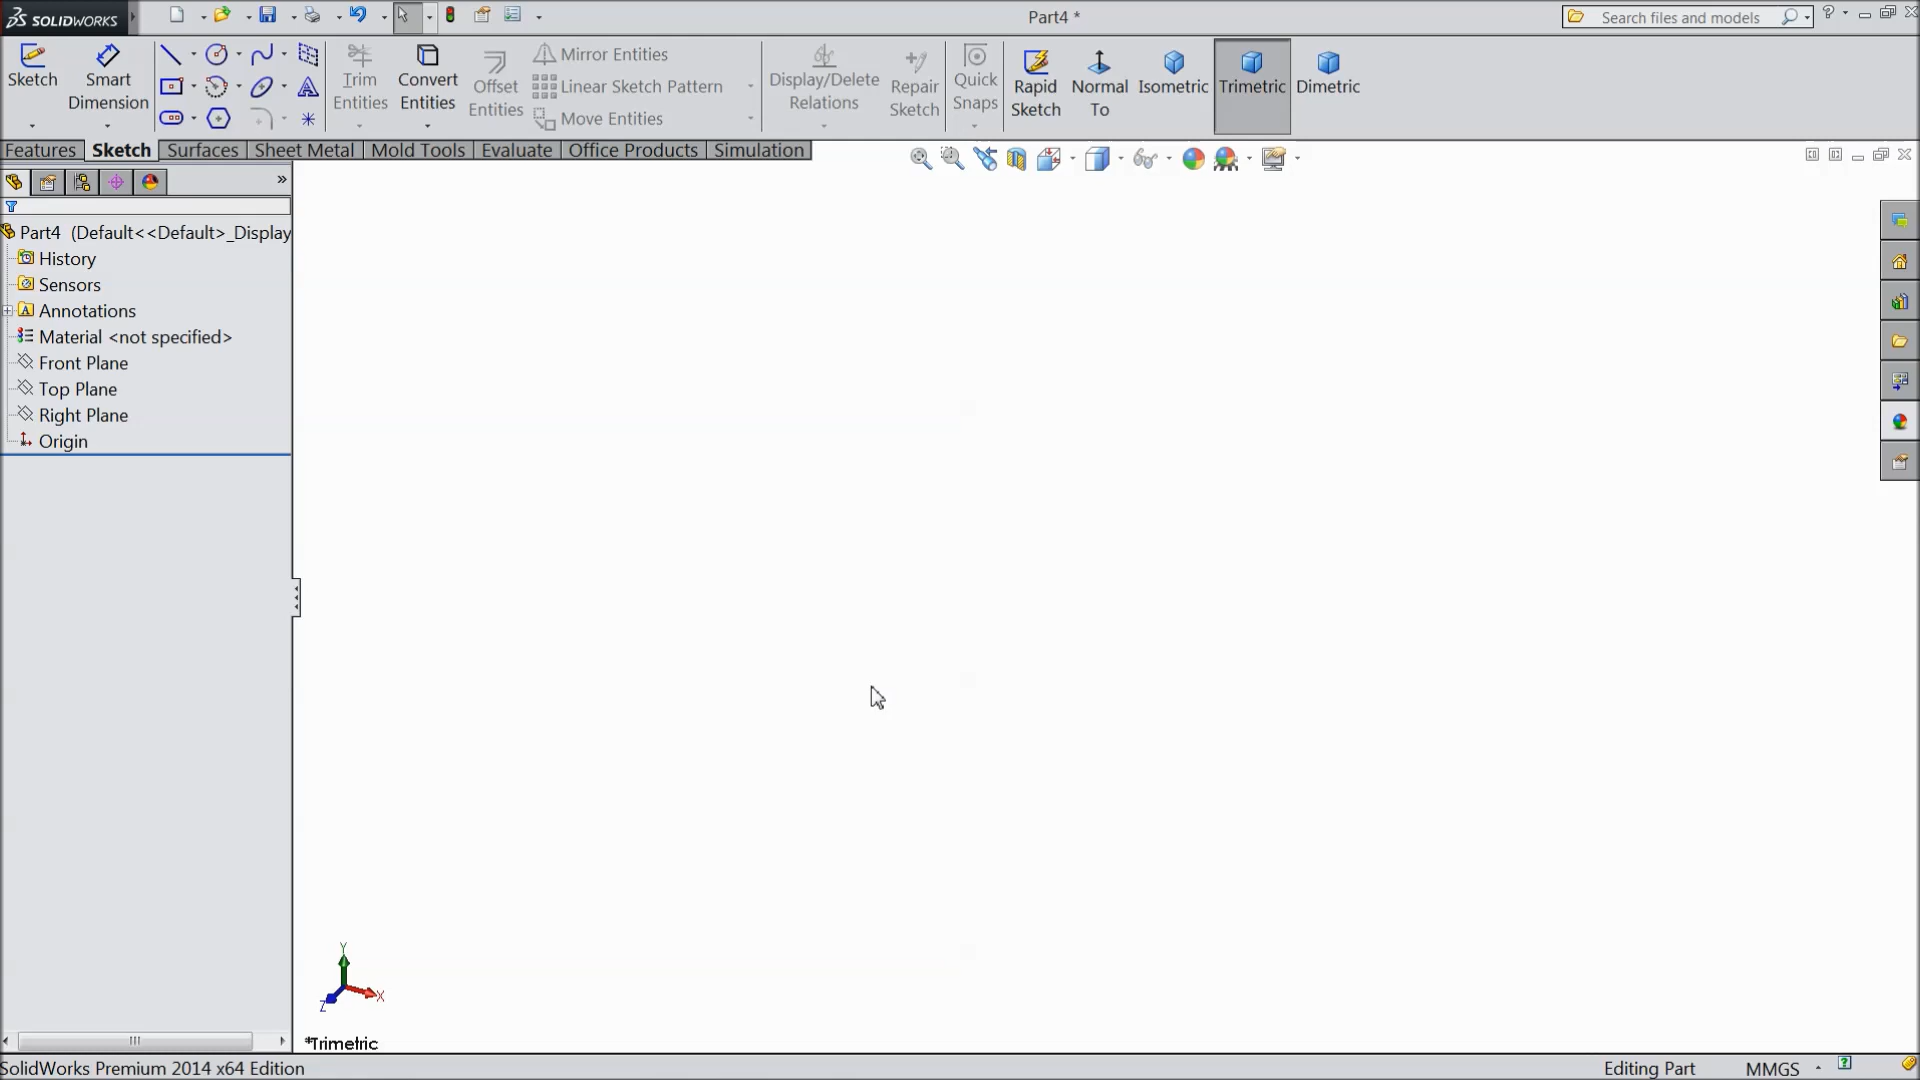 SOLIDWORKS
Part4 *
Search files and models
Sketch
Smart Dimension
Trim Entities
Convert Entities
Offset Entities
Mirror Entities
Linear Sketch Pattern
Move Entities
Display/Delete Relations
Repair Sketch
Quick Snaps
Rapid Sketch
Normal To
Isometric
Trimetric
Dimetric
Features
Sketch
Surfaces
Sheet Metal
Mold Tools
Evaluate
Office Products
Simulation
Part4 (Default<<Default>_Display
History
Sensors
Annotations
Material <not specified>
Front Plane
Top Plane
Right Plane
Origin
Y
X
Z
*Trimetric
SolidWorks Premium 2014 x64 Edition
Editing Part
MMGS